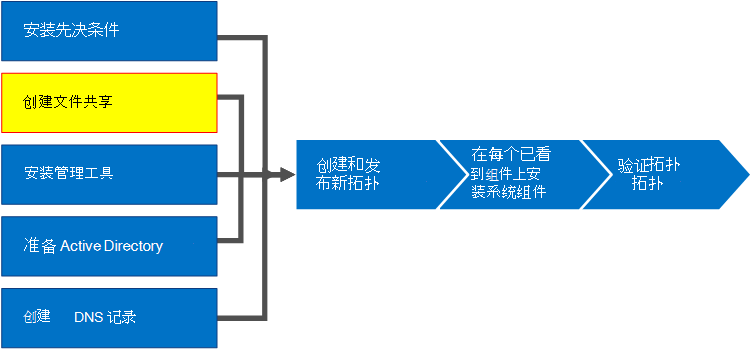 安装先决条件
创建文件共享
安装管理工具
准备 Active Directory
创建 DNS 记录
创建和发
布新拓扑
在每个已看
到组件上安
装系统组件
验证拓扑
拓扑